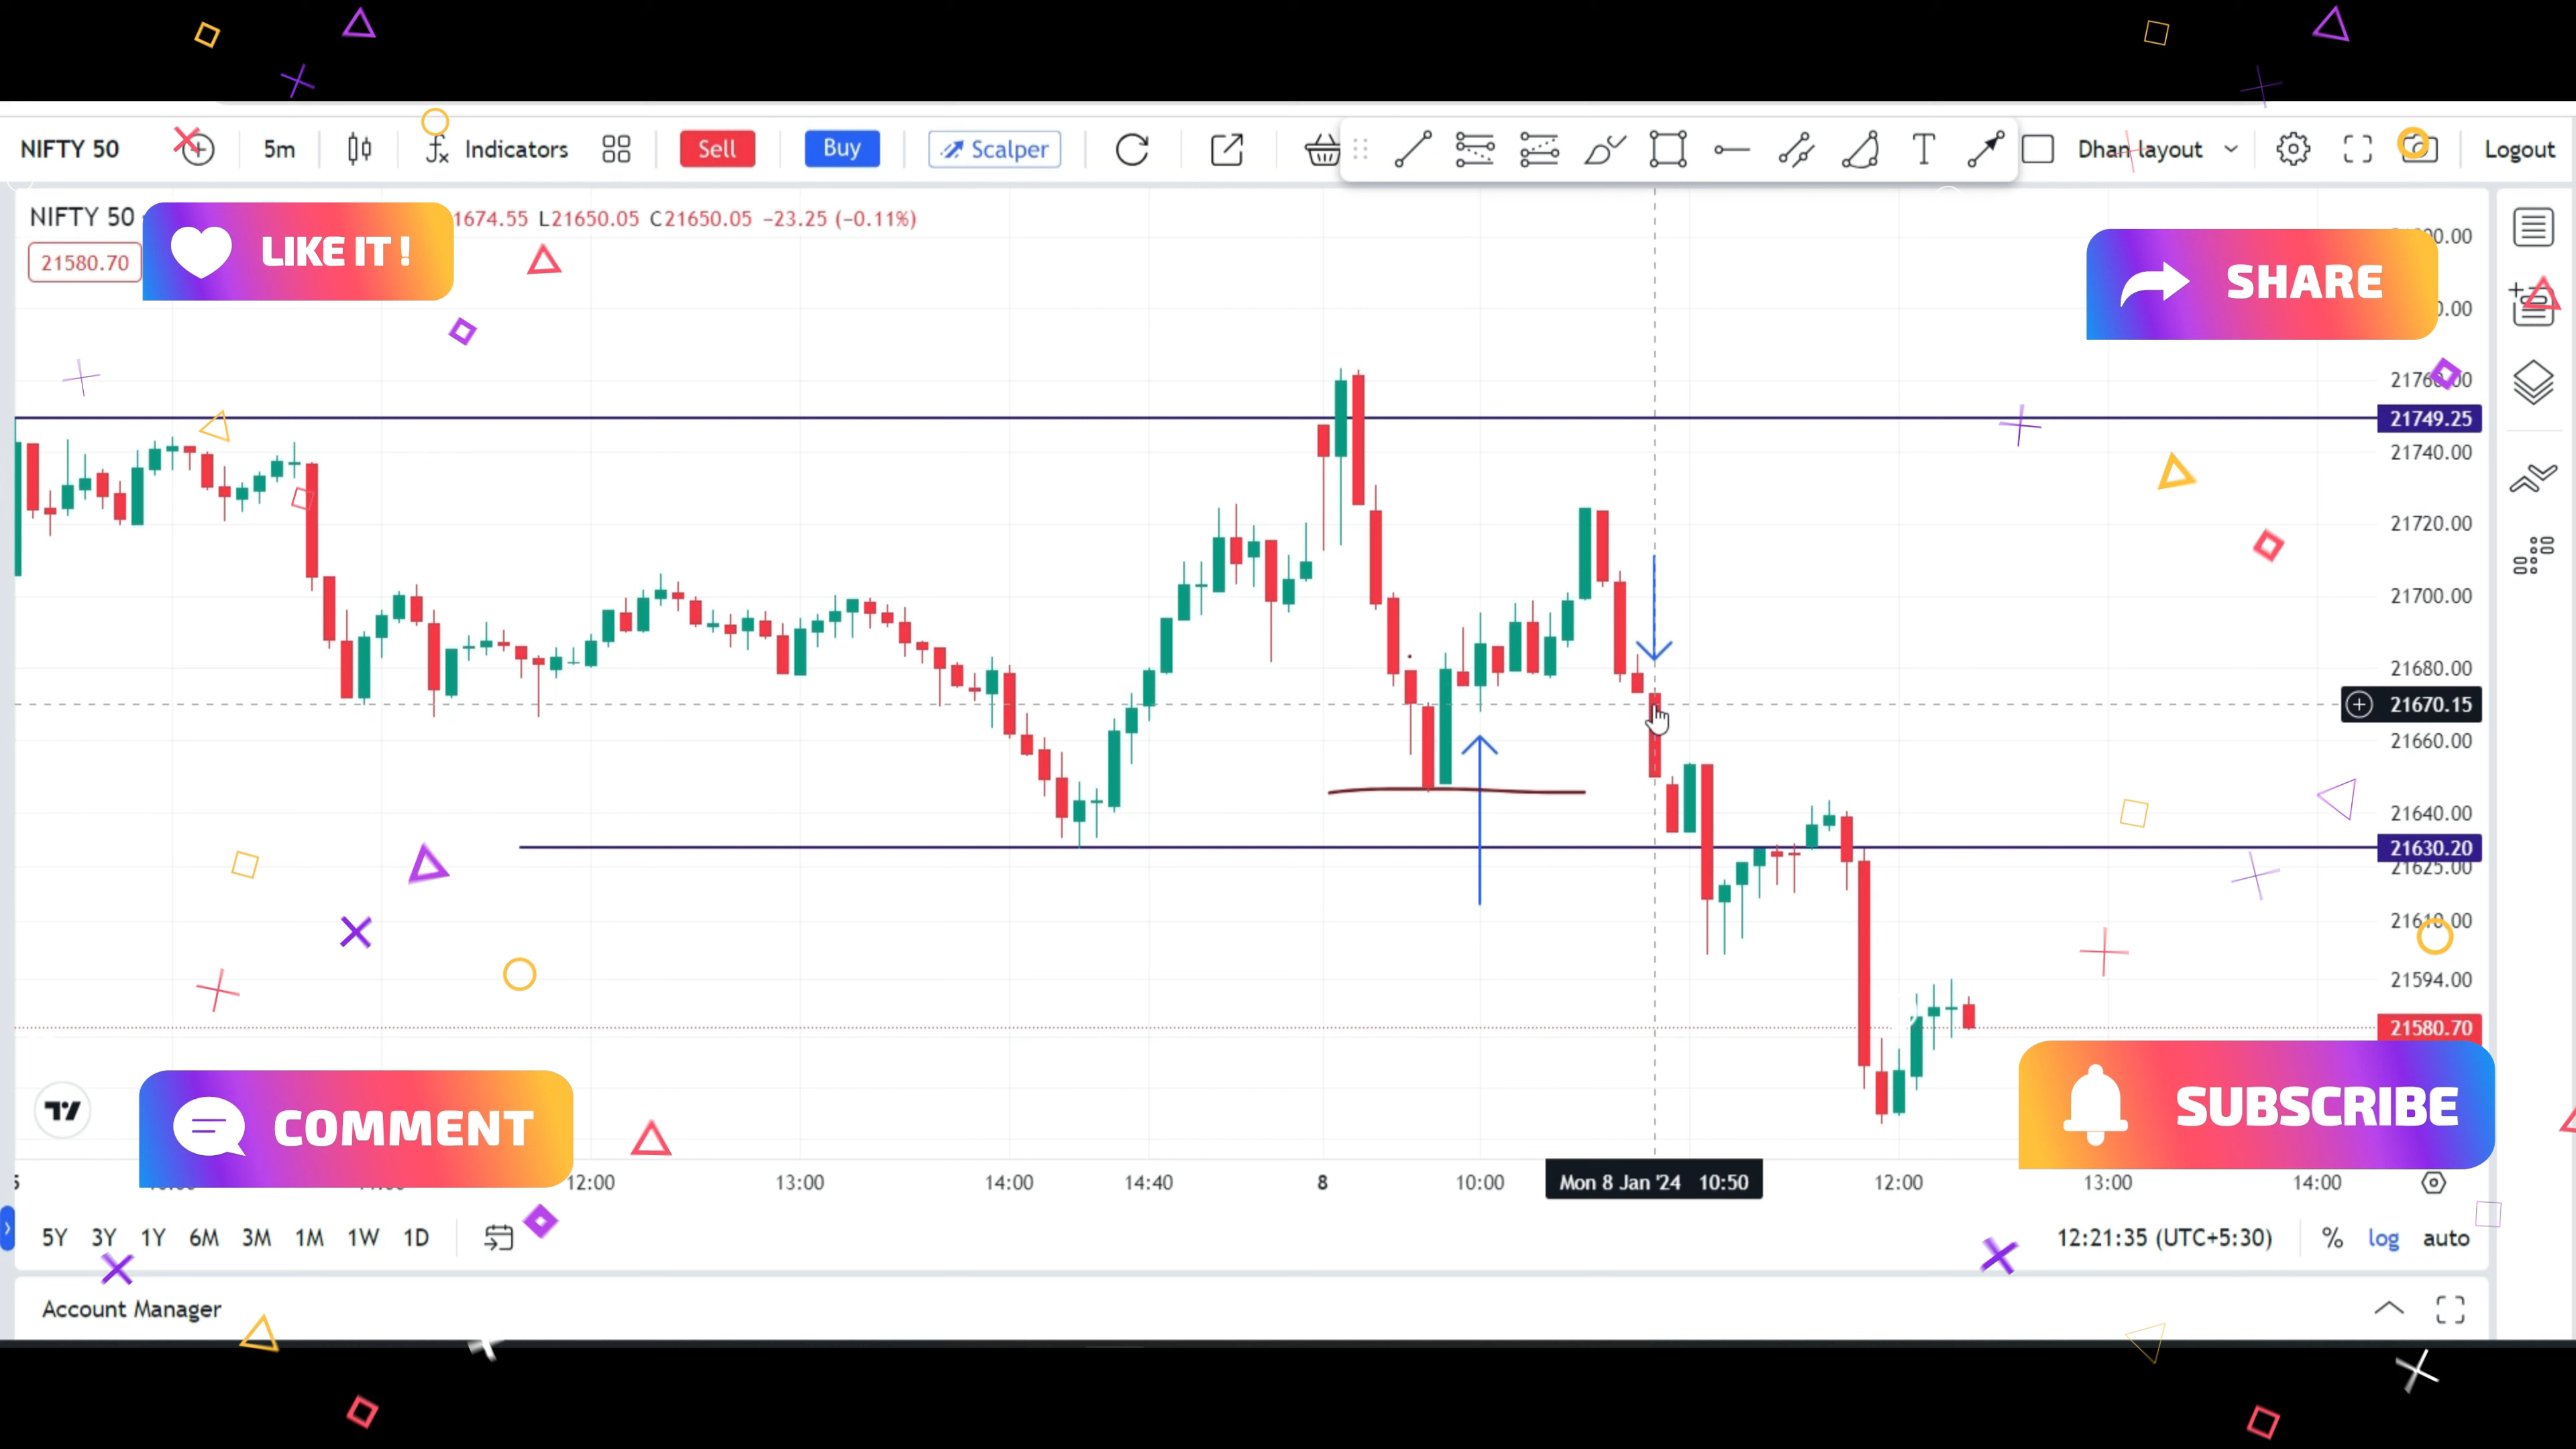 NIFTY 50
5m
Indicators
Sell
Buy
Scalper
Dhan layout
Logout
NIFTY 50
1674.55 L21650.05 C21650.05 −23.25 (−0.11%)
21580.70
LIKE IT !
SHARE
21749.25
21740.00
21720.00
21700.00
21680.00
21670.15
21660.00
21640.00
21630.20
21625.00
21610.00
21594.00
21580.70
COMMENT
SUBSCRIBE
12:00
13:00
14:00
14:40
8
10:00
Mon 8 Jan '24 10:50
12:00
13:00
14:00
5Y 3Y 1Y 6M 3M 1M 1W 1D
12:21:35 (UTC+5:30)
% log auto
Account Manager